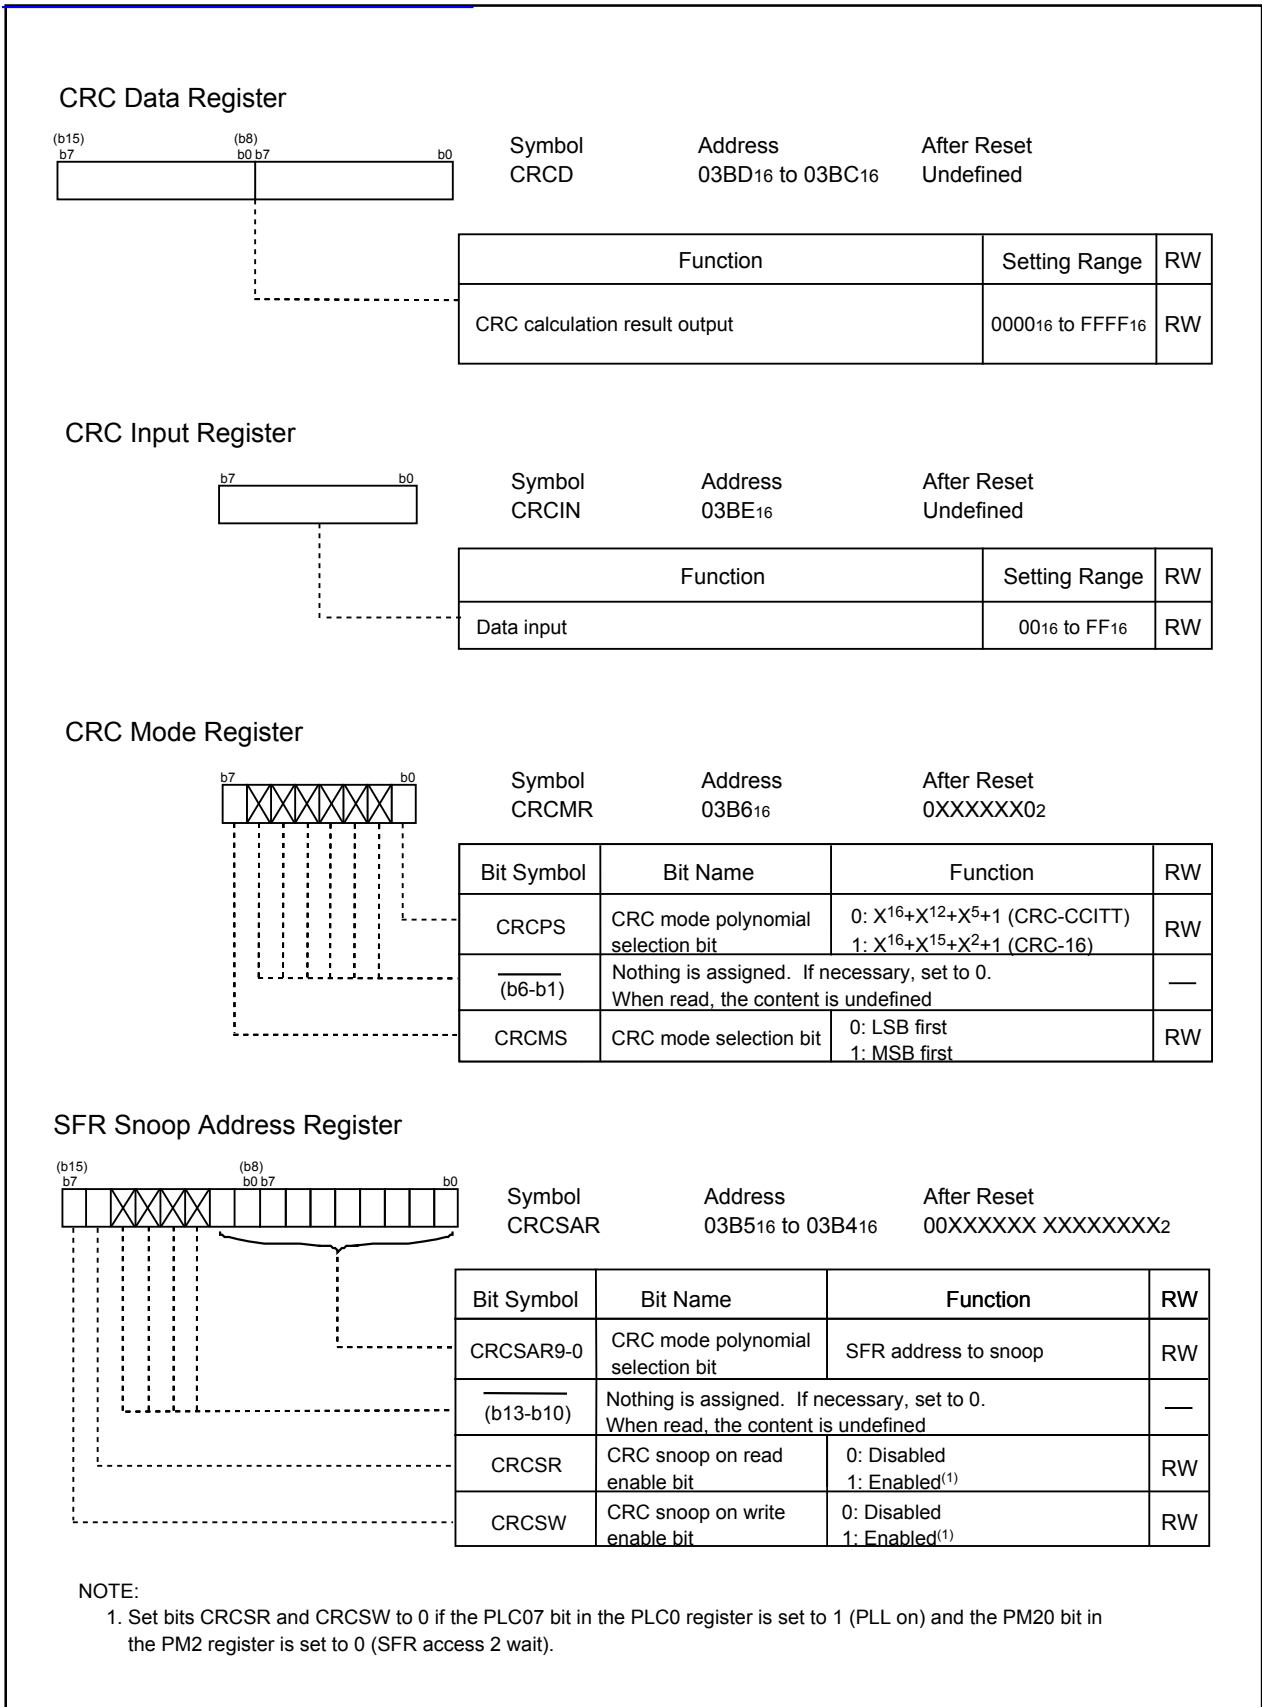 CRC Data Register
(b15) (b8)
b7 b0 b7 b0
Symbol Address After Reset
CRCD 03BD16 to 03BC16 Undefined
Function Setting Range RW
CRC calculation result output 000016 to FFFF16 RW
CRC Input Register
b7 b0
Symbol Address After Reset
CRCIN 03BE16 Undefined
Function Setting Range RW
Data input 0016 to FF16 RW
CRC Mode Register
b7 b0
Symbol Address After Reset
CRCMR 03B616 0XXXXXX02
Bit Symbol Bit Name Function RW
CRCPS CRC mode polynomial selection bit 0: X16+X12+X5+1 (CRC-CCITT) RW
1: X16+X15+X2+1 (CRC-16)
(b6-b1) Nothing is assigned. If necessary, set to 0. —
When read, the content is undefined
CRCMS CRC mode selection bit 0: LSB first RW
1: MSB first
SFR Snoop Address Register
(b15) (b8)
b7 b0 b7 b0
Symbol Address After Reset
CRCSAR 03B516 to 03B416 00XXXXXX XXXXXXXX2
Bit Symbol Bit Name Function RW
CRCSAR9-0 CRC mode polynomial selection bit SFR address to snoop RW
(b13-b10) Nothing is assigned. If necessary, set to 0. —
When read, the content is undefined
CRCSR CRC snoop on read enable bit 0: Disabled RW
1: Enabled(1)
CRCSW CRC snoop on write enable bit 0: Disabled RW
1: Enabled(1)
NOTE:
1. Set bits CRCSR and CRCSW to 0 if the PLC07 bit in the PLC0 register is set to 1 (PLL on) and the PM20 bit in
the PM2 register is set to 0 (SFR access 2 wait).